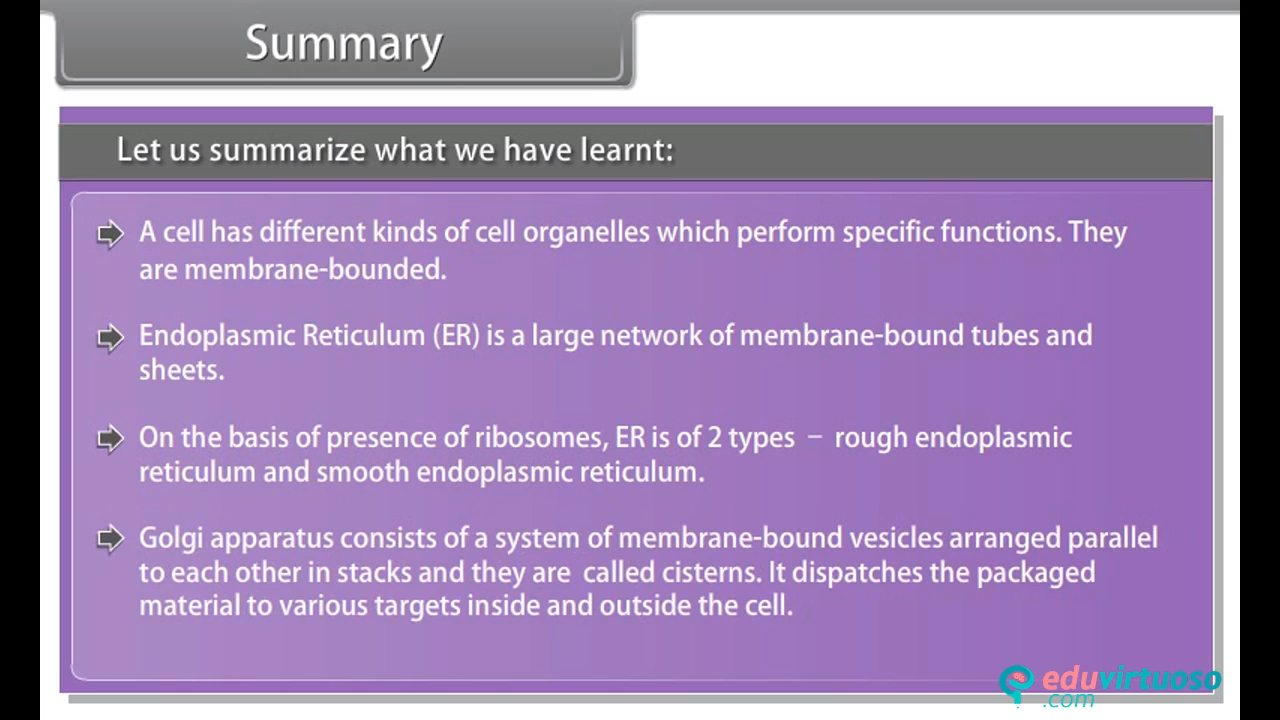 Summary
Let us summarize what we have learnt:
A cell has different kinds of cell organelles which perform specific functions. They
are membrane-bounded.
Endoplasmic Reticulum (ER) is a large network of membrane-bound tubes and
sheets.
On the basis of presence of ribosomes, ER is of 2 types – rough endoplasmic
reticulum and smooth endoplasmic reticulum.
Golgi apparatus consists of a system of membrane-bound vesicles arranged parallel
to each other in stacks and they are called cisterns. It dispatches the packaged
material to various targets inside and outside the cell.
eduvirtuoso
.com